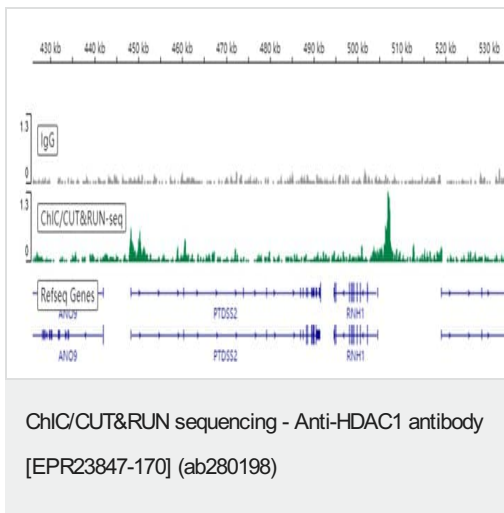 430 kb 440 kb 450 kb 460 kb 470 kb 480 kb 490 kb 500 kb 510 kb 520 kb 530 kb
1.3
IgG
0
1.3
ChIC/CUT&RUN-seq
0
Refseq Genes
ANO9 PTDSS2 RNH1
ANO9 PTDSS2 RNH1
ChIC/CUT&RUN sequencing - Anti-HDAC1 antibody
[EPR23847-170] (ab280198)